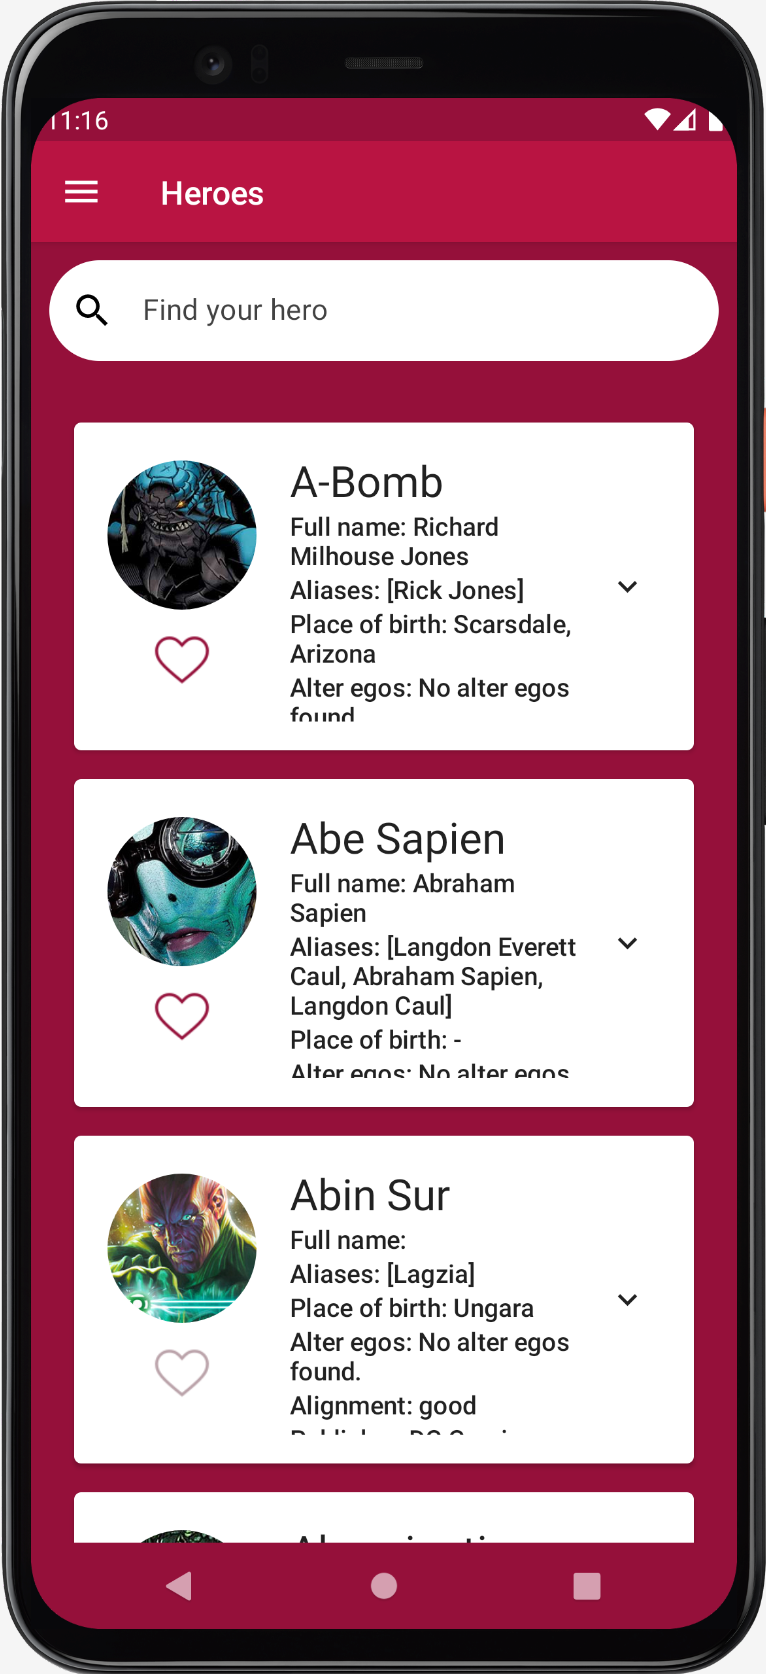 11:16
Heroes
Find your hero
A-Bomb
Full name: Richard
Milhouse Jones
Aliases: [Rick Jones]
Place of birth: Scarsdale,
Arizona
Alter egos: No alter egos
found
Abe Sapien
Full name: Abraham
Sapien
Aliases: [Langdon Everett
Caul, Abraham Sapien,
Langdon Caul]
Place of birth: -
Alter egos: No alter egos
Abin Sur
Full name:
Aliases: [Lagzia]
Place of birth: Ungara
Alter egos: No alter egos
found.
Alignment: good